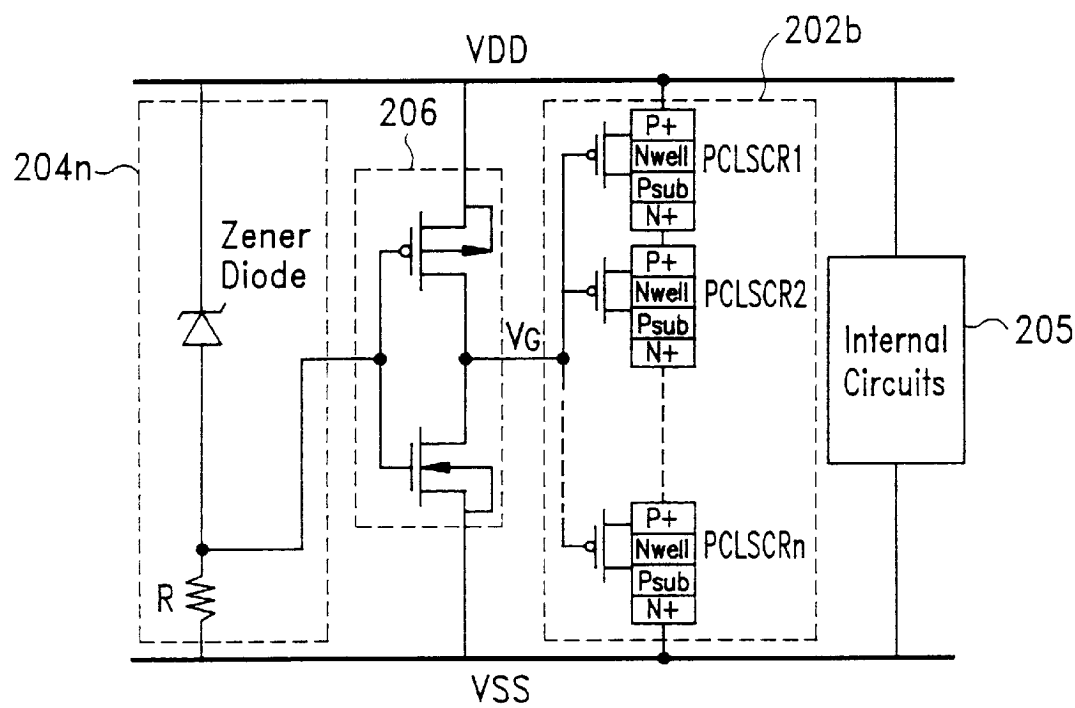 VDD
202b
204n
206
Zener
Diode
R
VG
P+
Nwell
Psub
N+
PCLSCR1
P+
Nwell
Psub
N+
PCLSCR2
P+
Nwell
Psub
N+
PCLSCRn
Internal
Circuits
205
VSS